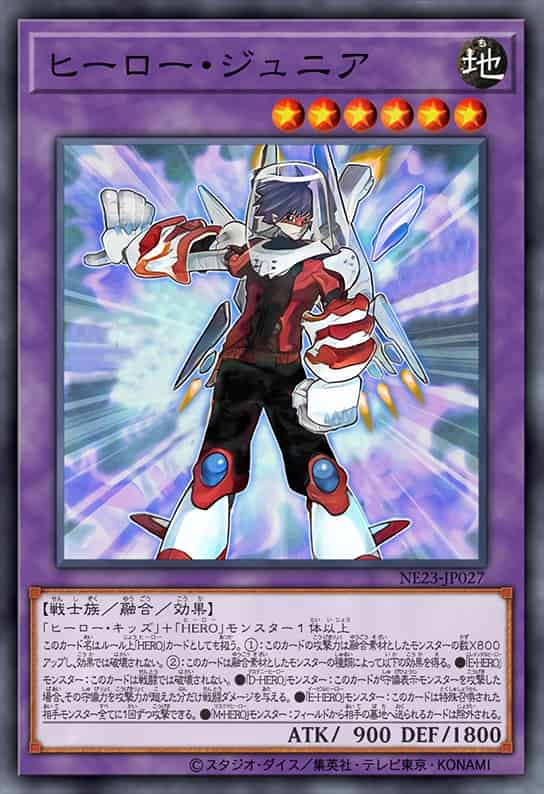 ヒーロー・ジュニア
地
NE23-JP027
【戦士族／融合／効果】
「ヒーロー・キッズ」+「HERO」モンスター１体以上
このカード名はルール上「HERO」カードとしても扱う。①：このカードの攻撃力は融合素材としたモンスターの数×800
アップし、効果では破壊されない。②：このカードは融合素材としたモンスターの種類によって以下の効果を得る。●「E・HERO」
モンスター：このカードは戦闘では破壊されない。●「D-HERO」モンスター：このカードが守備表示モンスターを攻撃した
場合、その守備力を攻撃力が超えた分だけ戦闘ダメージを与える。●「E-HERO」モンスター：このカードは特殊召喚された
相手モンスター全てに１回ずつ攻撃できる。●「M・HERO」モンスター：フィールドから相手の墓地へ送られるカードは除外される。
ATK/ 900 DEF/1800
©スタジオ・ダイス／集英社・テレビ東京・KONAMI